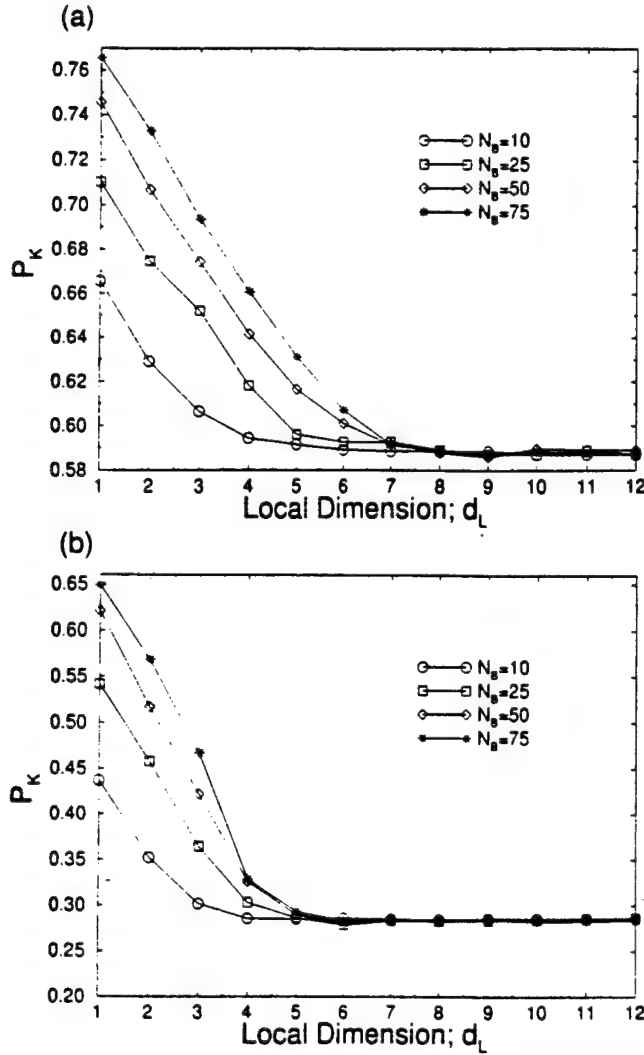 (a)
0.76
0.74
0.72
0.70
0.68
0.66
0.64
0.62
0.60
0.58
P_K
N_B=10
N_B=25
N_B=50
N_B=75
1 2 3 4 5 6 7 8 9 10 11 12
Local Dimension; d_L
(b)
0.65
0.60
0.55
0.50
0.45
0.40
0.35
0.30
0.25
0.20
P_K
N_B=10
N_B=25
N_B=50
N_B=75
1 2 3 4 5 6 7 8 9 10 11 12
Local Dimension; d_L